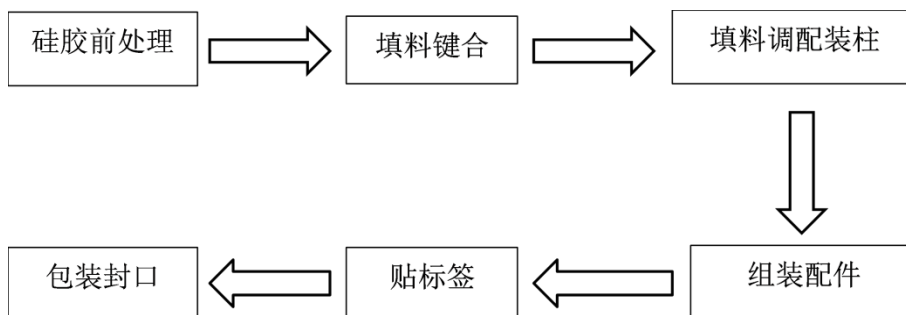 硅胶前处理
填料键合
填料调配装柱
组装配件
贴标签
包装封口